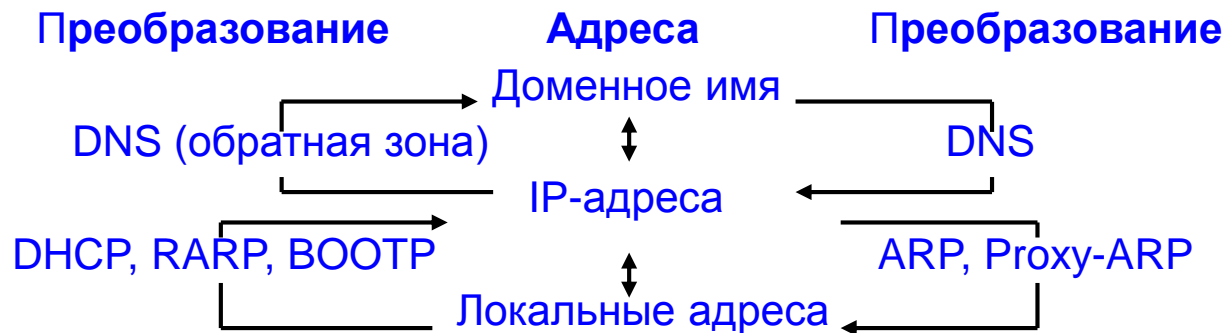 Преобразование Адреса Преобразование
Доменное имя
DNS (обратная зона) DNS
IP-адреса
DHCP, RARP, BOOTP ARP, Proxy-ARP
Локальные адреса